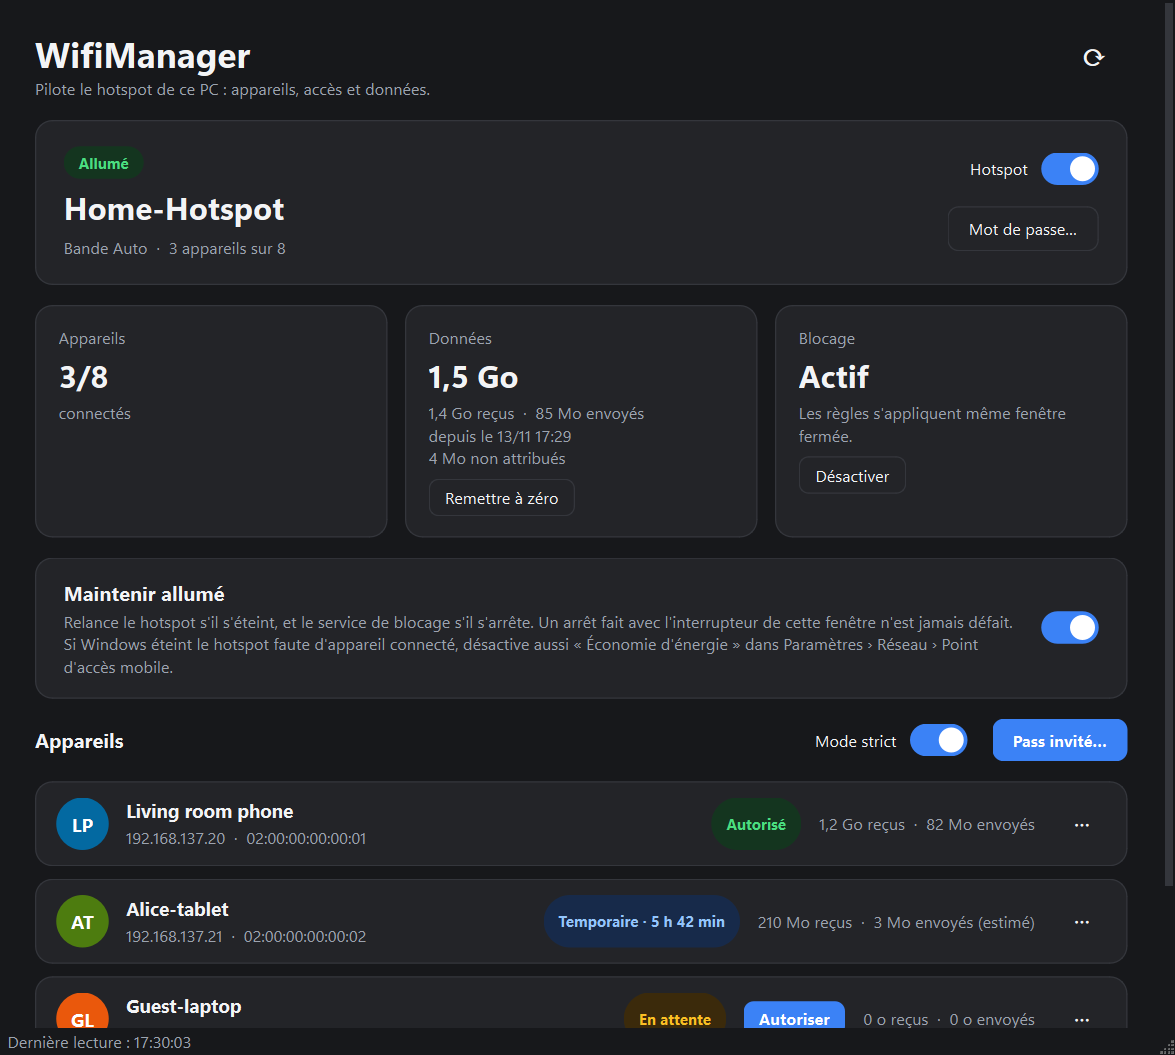 WifiManager
⟳
Pilote le hotspot de ce PC : appareils, accès et données.
Allumé
Home-Hotspot
Bande Auto · 3 appareils sur 8
Hotspot
Mot de passe...
Appareils
3/8
connectés
Données
1,5 Go
1,4 Go reçus · 85 Mo envoyés
depuis le 13/11 17:29
4 Mo non attribués
Remettre à zéro
Blocage
Actif
Les règles s'appliquent même fenêtre
fermée.
Désactiver
Maintenir allumé
Relance le hotspot s'il s'éteint, et le service de blocage s'il s'arrête. Un arrêt fait avec l'interrupteur de cette fenêtre n'est jamais défait.
Si Windows éteint le hotspot faute d'appareil connecté, désactive aussi « Économie d'énergie » dans Paramètres › Réseau › Point
d'accès mobile.
Appareils
Mode strict
Pass invité...
LP
Living room phone
192.168.137.20 · 02:00:00:00:00:01
Autorisé
1,2 Go reçus · 82 Mo envoyés
...
AT
Alice-tablet
192.168.137.21 · 02:00:00:00:00:02
Temporaire · 5 h 42 min
210 Mo reçus · 3 Mo envoyés (estimé)
...
GL
Guest-laptop
En attente
Autoriser
0 o reçus · 0 o envoyés
...
Dernière lecture : 17:30:03